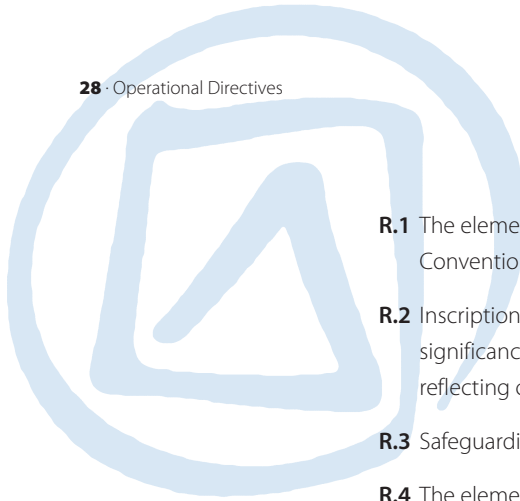 28 · Operational Directives
R.1 The eleme
Conventio
R.2 Inscription
significanc
reflecting
R.3 Safeguardi
R.4 The eleme